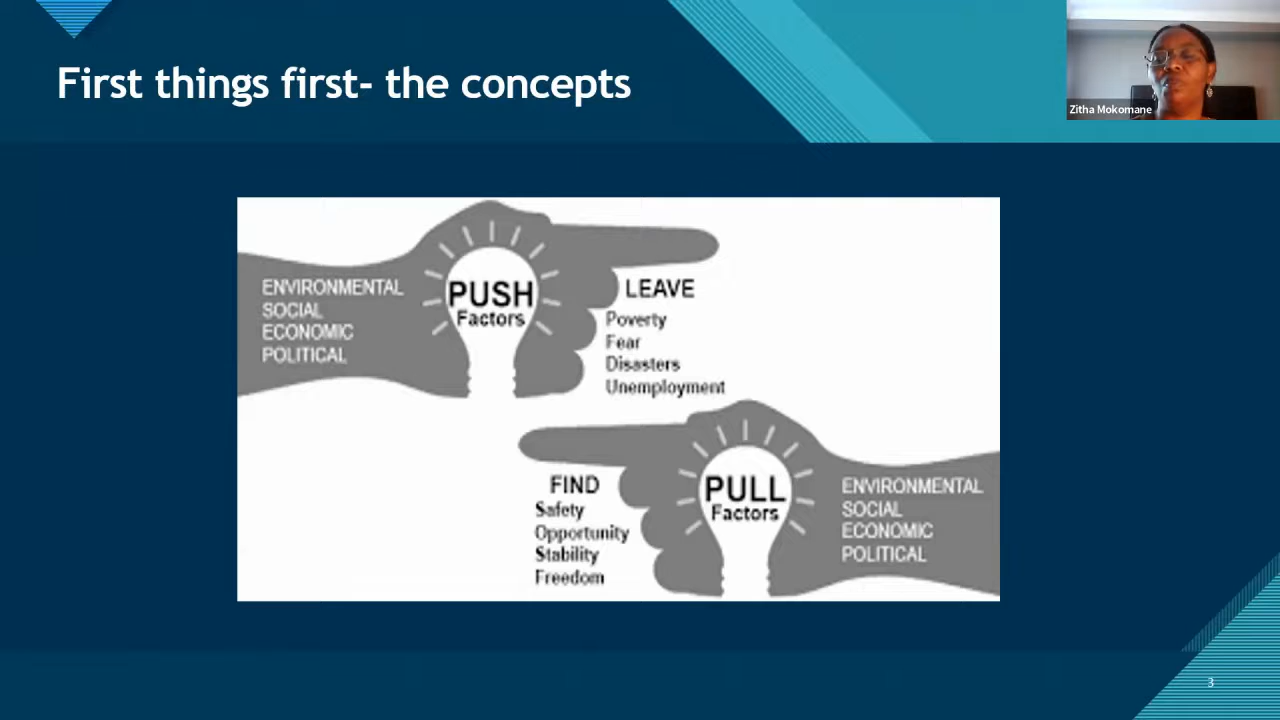 First things first- the concepts
Zitha Mokomane
ENVIRONMENTAL
SOCIAL
ECONOMIC
POLITICAL
PUSH
Factors
LEAVE
Poverty
Fear
Disasters
Unemployment
FIND
Safety
Opportunity
Stability
Freedom
PULL
Factors
ENVIRONMENTAL
SOCIAL
ECONOMIC
POLITICAL
3